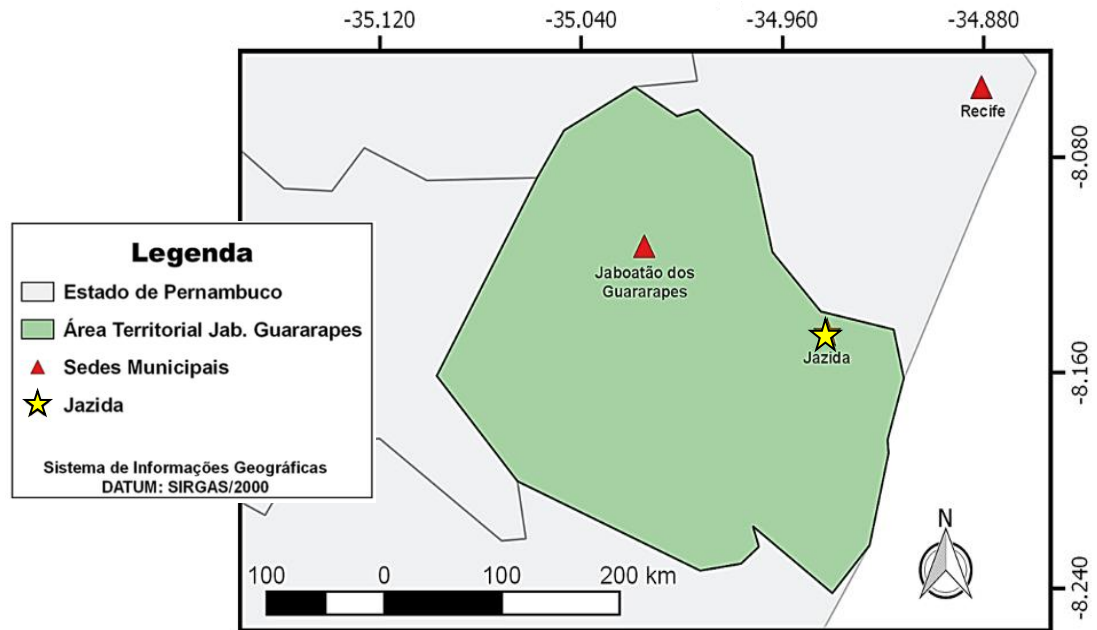 -35.120 -35.040 -34.960 -34.880
Recife
-8.080
Legenda
Estado de Pernambuco
Área Territorial Jab. Guararapes
Sedes Municipais
Jazida
Sistema de Informações Geográficas
DATUM: SIRGAS/2000
Jaboatão dos
Guararapes
Jazida
-8.160
N
100 0 100 200 km
-8.240